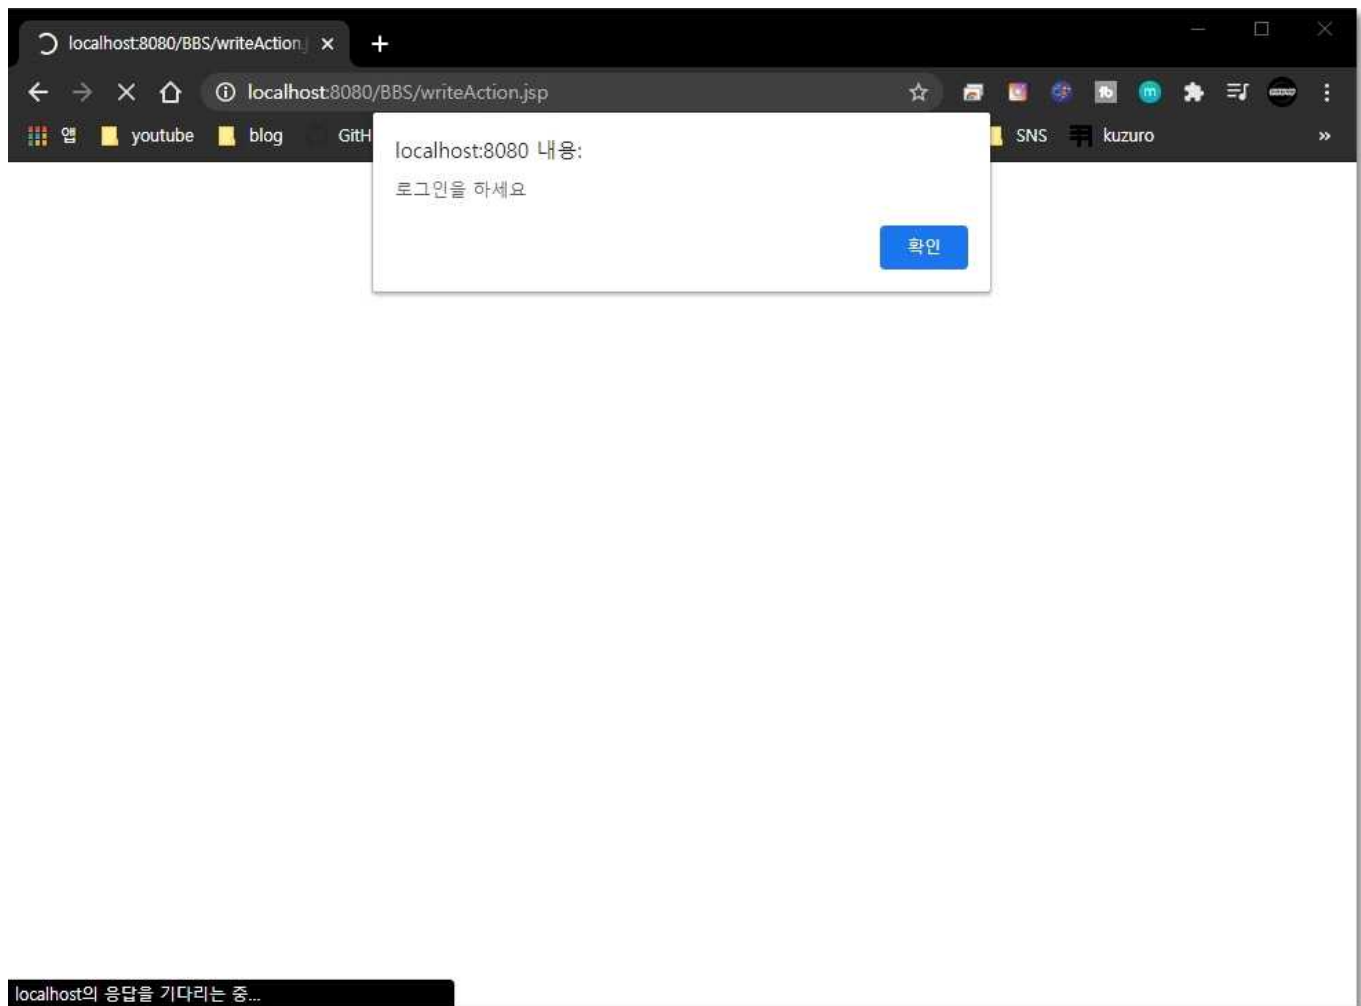 localhost:8080/BBS/writeAction.j
localhost:8080/BBS/writeAction.jsp
앱 youtube blog GitH SNS kuzuro »
localhost:8080 내용:
로그인을 하세요
확인
localhost의 응답을 기다리는 중...